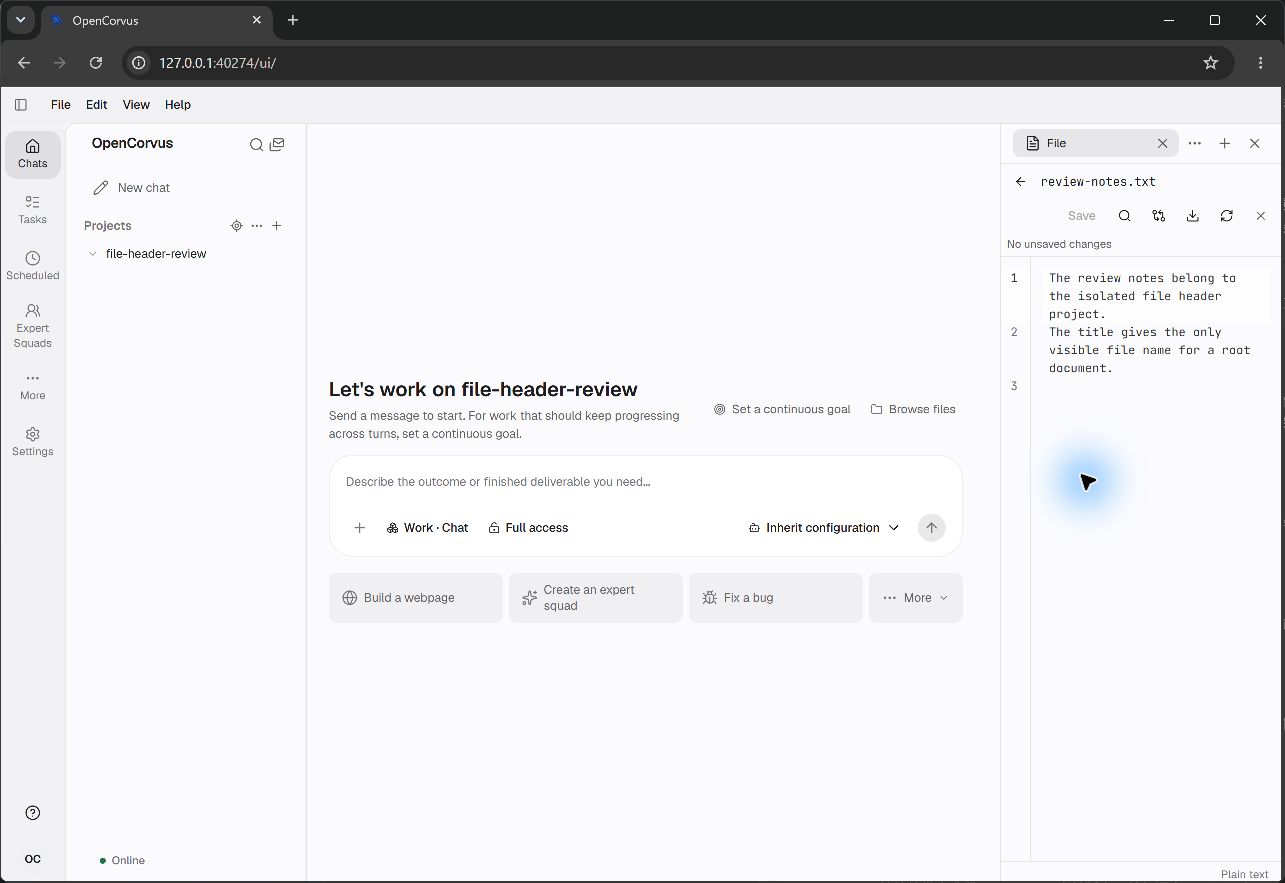 OpenCorvus
127.0.0.1:40274/ui/
File Edit View Help
Chats
Tasks
Scheduled
Expert
Squads
More
Settings
OC
OpenCorvus
New chat
Projects
file-header-review
Online
Let's work on file-header-review
Send a message to start. For work that should keep progressing
across turns, set a continuous goal.
Set a continuous goal
Browse files
Describe the outcome or finished deliverable you need...
Work · Chat
Full access
Inherit configuration
Build a webpage
Create an expert
squad
Fix a bug
More
File
review-notes.txt
Save
No unsaved changes
1 The review notes belong to
the isolated file header
project.
2 The title gives the only
visible file name for a root
document.
3
Plain text